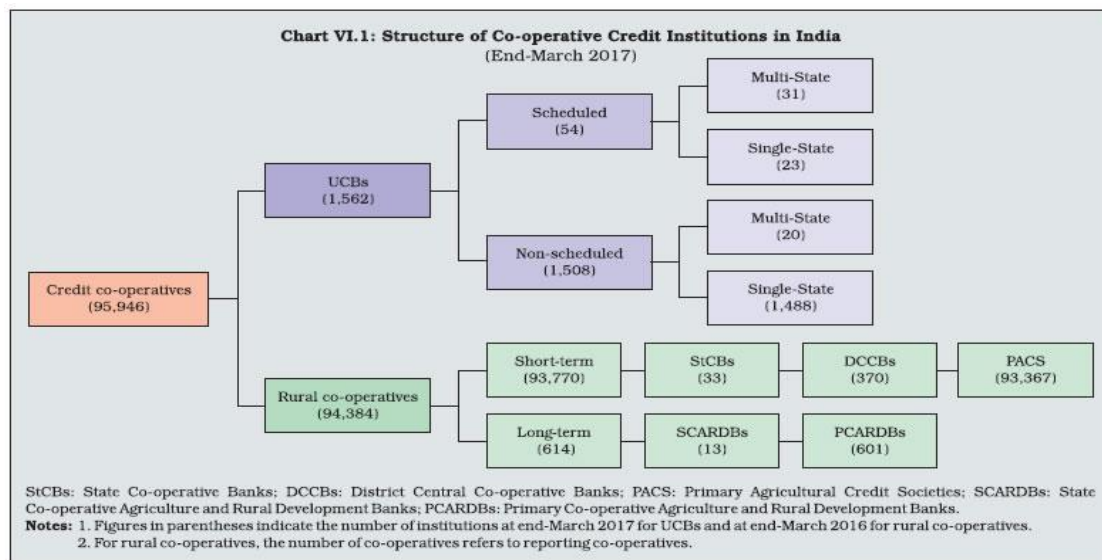 Chart VI.1: Structure of Co-operative Credit Institutions in India
(End-March 2017)
Credit co-operatives
(95,946)
UCBs
(1,562)
Scheduled
(54)
Multi-State
(31)
Single-State
(23)
Non-scheduled
(1,508)
Multi-State
(20)
Single-State
(1,488)
Rural co-operatives
(94,384)
Short-term
(93,770)
StCBs
(33)
DCCBs
(370)
PACS
(93,367)
Long-term
(614)
SCARDBs
(13)
PCARDBs
(601)
StCBs: State Co-operative Banks; DCCBs: District Central Co-operative Banks; PACS: Primary Agricultural Credit Societies; SCARDBs: State
Co-operative Agriculture and Rural Development Banks; PCARDBs: Primary Co-operative Agriculture and Rural Development Banks.
Notes: 1. Figures in parentheses indicate the number of institutions at end-March 2017 for UCBs and at end-March 2016 for rural co-operatives.
2. For rural co-operatives, the number of co-operatives refers to reporting co-operatives.